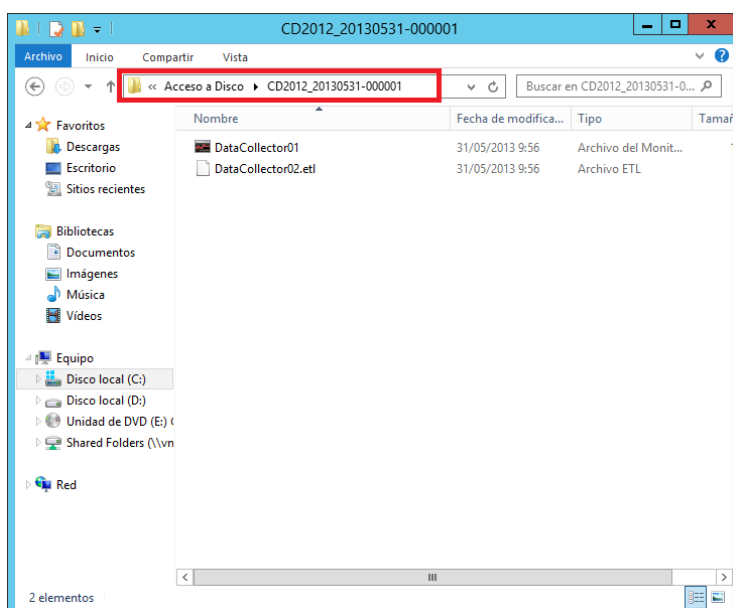 CD2012_20130531-000001
Archivo Inicio Compartir Vista
« Acceso a Disco ▸ CD2012_20130531-000001 Buscar en CD2012_20130531-0...
Nombre Fecha de modifica... Tipo Tamañ
DataCollector01 31/05/2013 9:56 Archivo del Monit...
DataCollector02.etl 31/05/2013 9:56 Archivo ETL
Favoritos
Descargas
Escritorio
Sitios recientes
Bibliotecas
Documentos
Imágenes
Música
Vídeos
Equipo
Disco local (C:)
Disco local (D:)
Unidad de DVD (E:)
Shared Folders (\\vn
Red
2 elementos